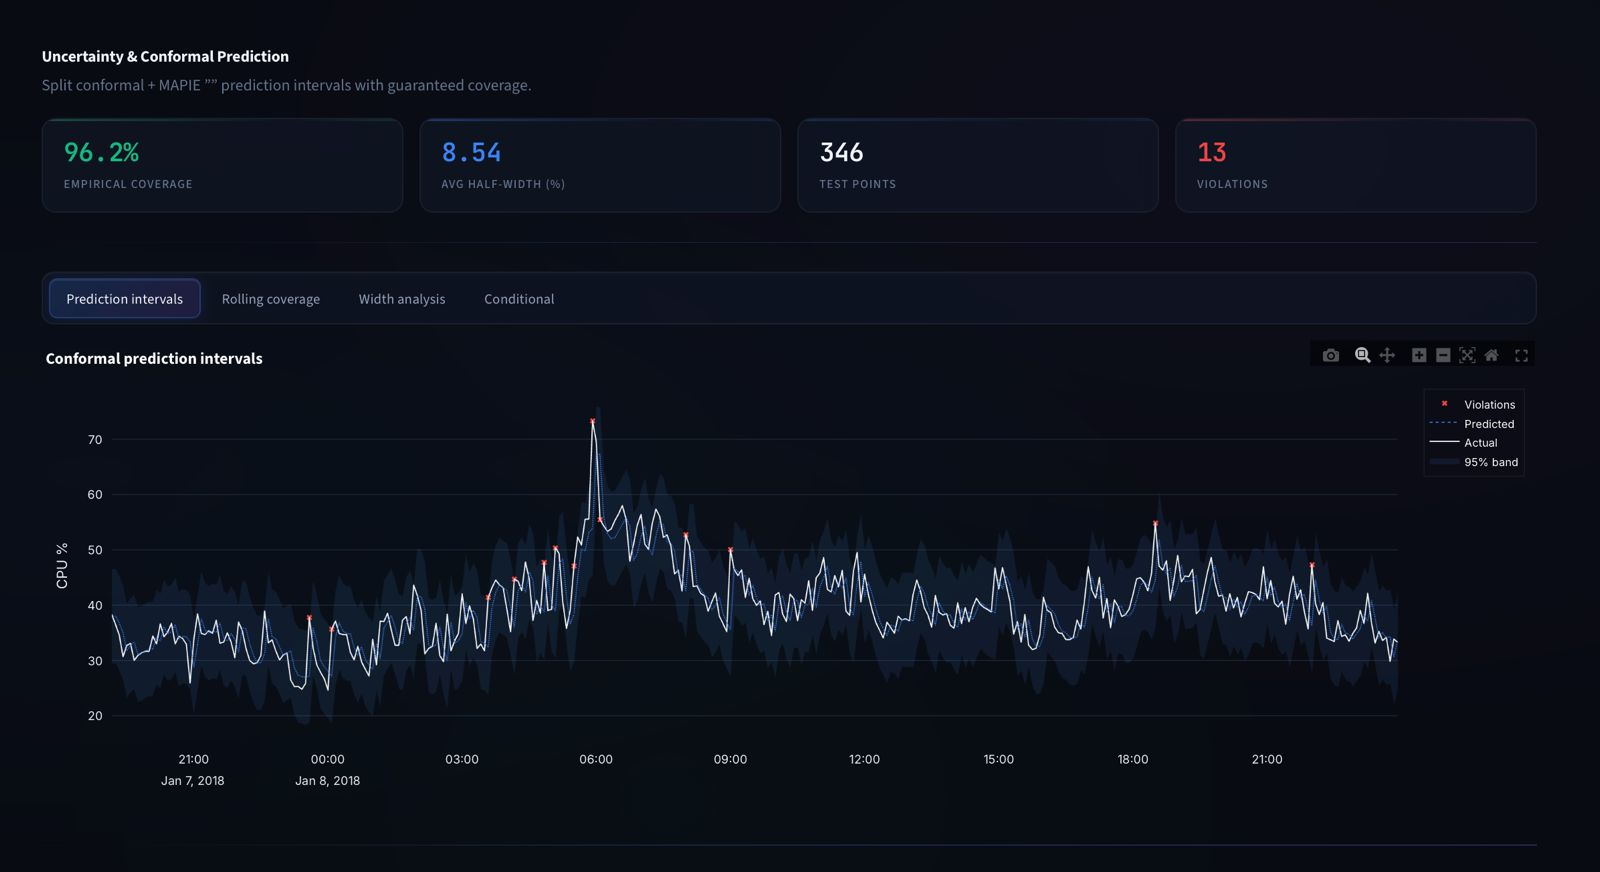 Uncertainty & Conformal Prediction
Split conformal + MAPIE ”” prediction intervals with guaranteed coverage.
96.2%
EMPIRICAL COVERAGE
8.54
AVG HALF-WIDTH (%)
346
TEST POINTS
13
VIOLATIONS
Prediction intervals
Rolling coverage
Width analysis
Conditional
Conformal prediction intervals
Violations
Predicted
Actual
95% band
CPU %
70
60
50
40
30
20
21:00
00:00
03:00
06:00
09:00
12:00
15:00
18:00
21:00
Jan 7, 2018
Jan 8, 2018